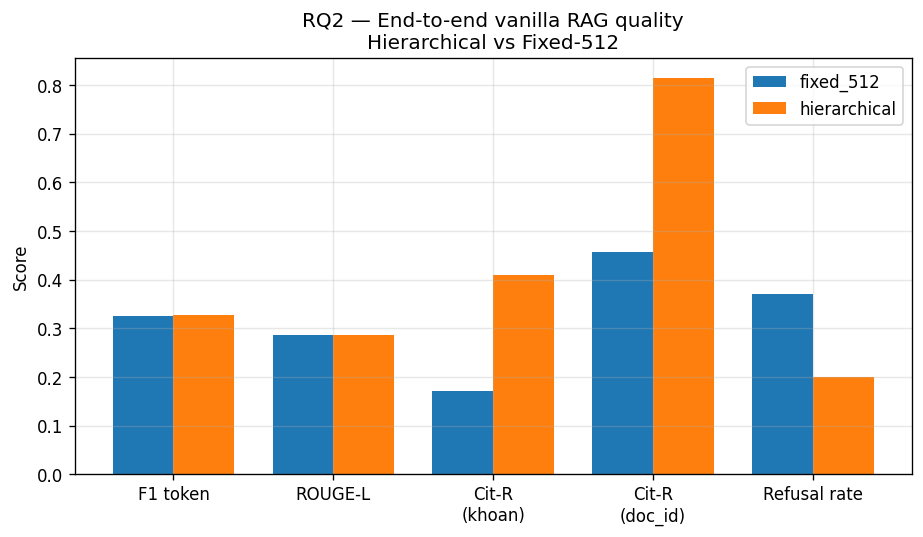 RQ2 — End-to-end vanilla RAG quality
Hierarchical vs Fixed-512
fixed_512
hierarchical
Score
0.8
0.7
0.6
0.5
0.4
0.3
0.2
0.1
0.0
F1 token
ROUGE-L
Cit-R
(khoan)
Cit-R
(doc_id)
Refusal rate